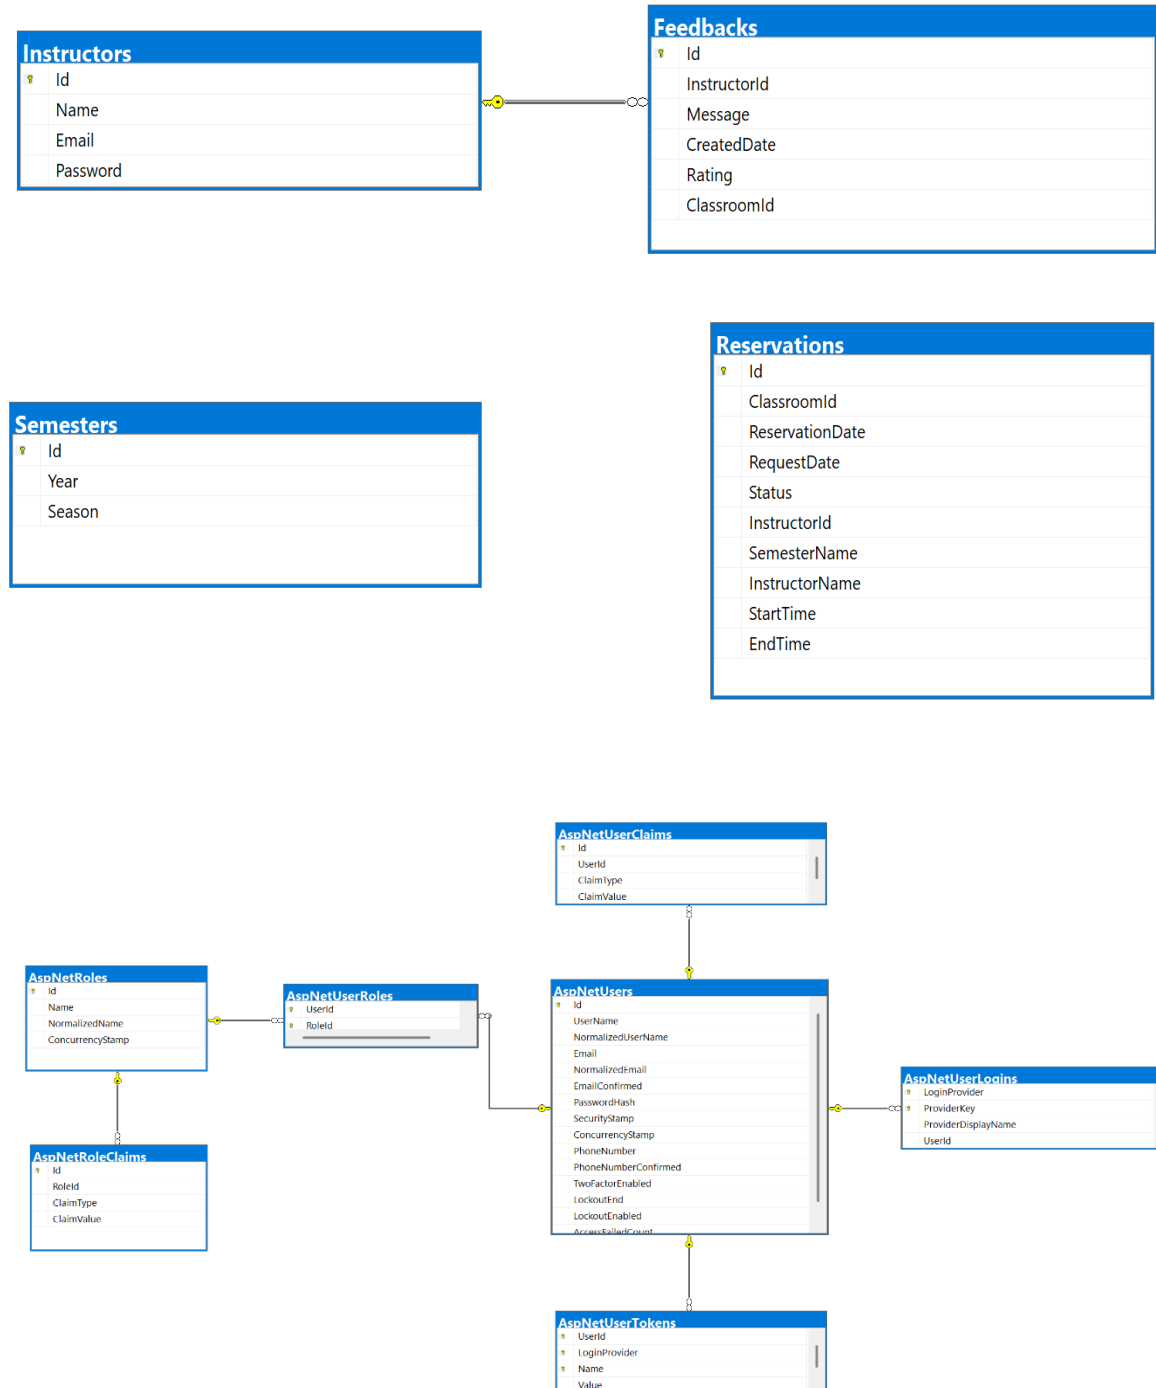 Instructors
Id
Name
Email
Password
Feedbacks
Id
InstructorId
Message
CreatedDate
Rating
ClassroomId
Semesters
Id
Year
Season
Reservations
Id
ClassroomId
ReservationDate
RequestDate
Status
InstructorId
SemesterName
InstructorName
StartTime
EndTime
AspNetUserClaims
Id
UserId
ClaimType
ClaimValue
AspNetRoles
Id
Name
NormalizedName
ConcurrencyStamp
AspNetUserRoles
UserId
RoleId
AspNetUsers
Id
UserName
NormalizedUserName
Email
NormalizedEmail
EmailConfirmed
PasswordHash
SecurityStamp
ConcurrencyStamp
PhoneNumber
PhoneNumberConfirmed
TwoFactorEnabled
LockoutEnd
LockoutEnabled
AccessFailedCount
AspNetUserLogins
LoginProvider
ProviderKey
ProviderDisplayName
UserId
AspNetRoleClaims
Id
RoleId
ClaimType
ClaimValue
AspNetUserTokens
UserId
LoginProvider
Name
Value